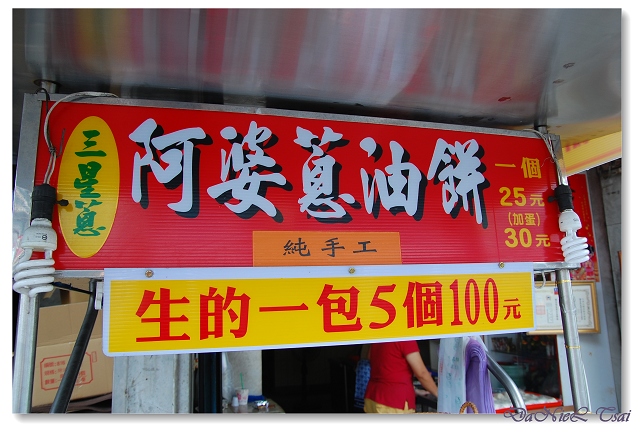 三星蔥
阿婆蔥油餅
一個
25元
(加蛋)
30元
純手工
生的一包5個100元
DaNieL Tsai